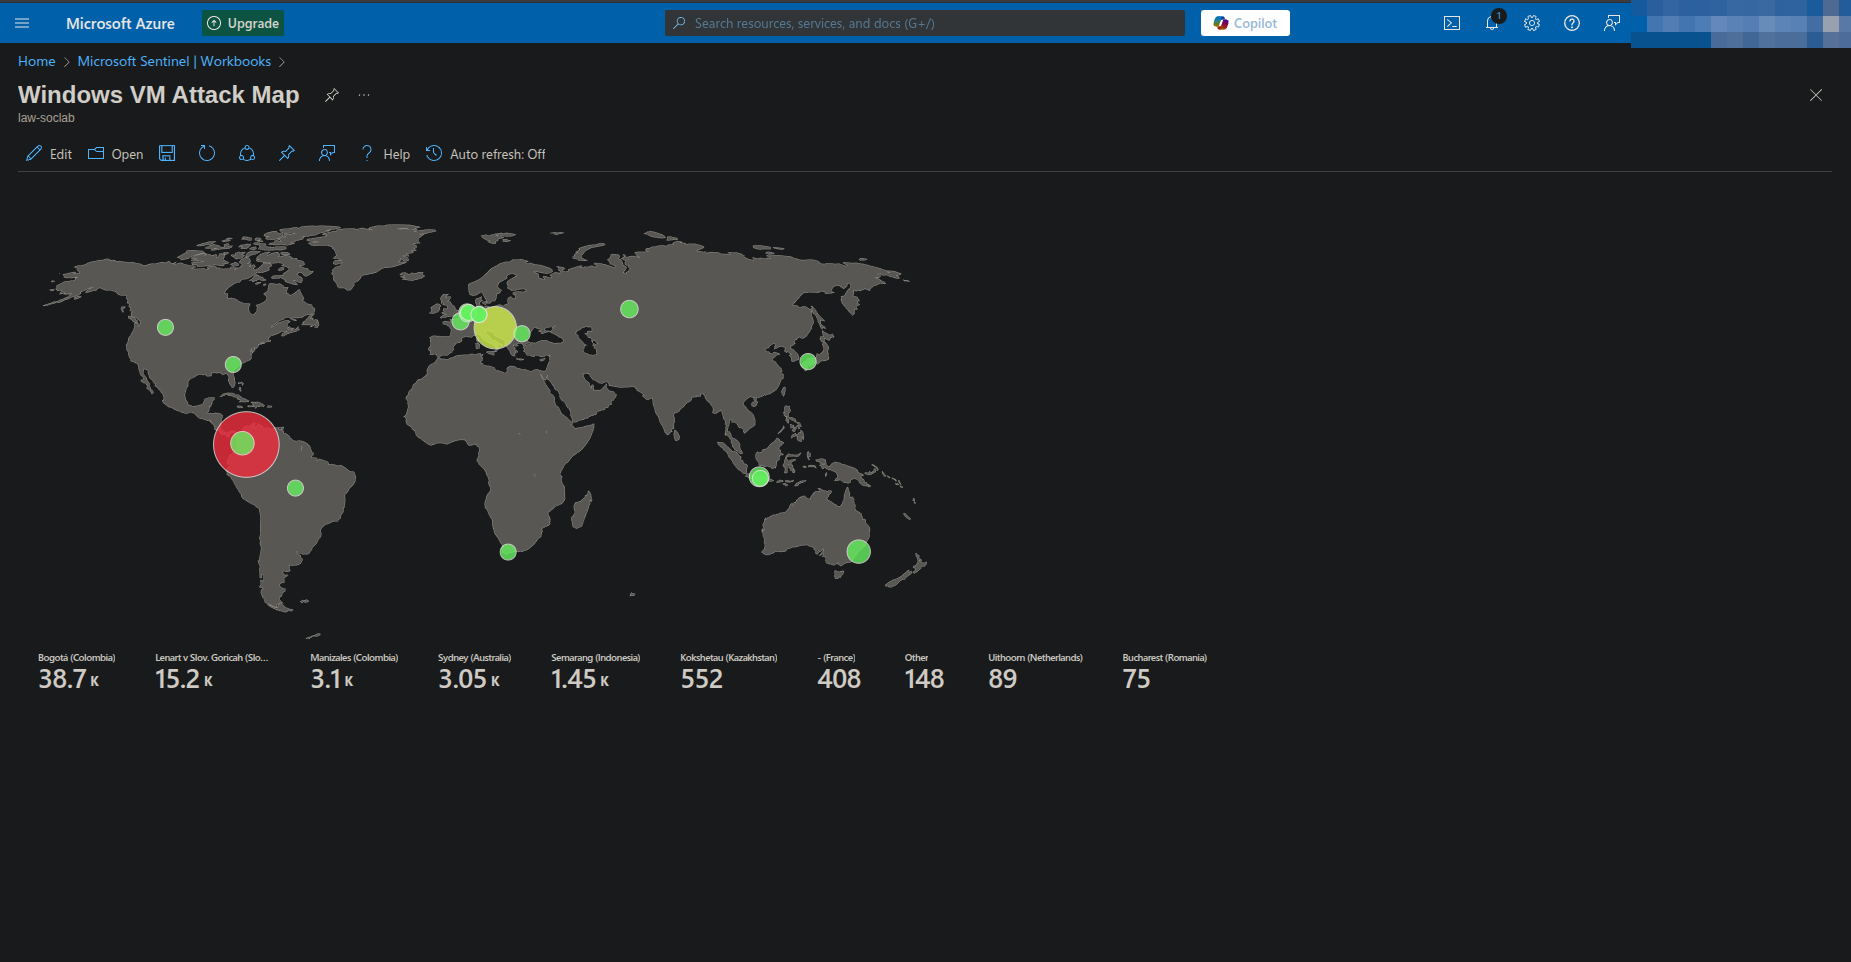 Microsoft Azure
Upgrade
Search resources, services, and docs (G+/)
Copilot
1
Home > Microsoft Sentinel | Workbooks >
Windows VM Attack Map
law-soclab
Edit Open Help Auto refresh: Off
Bogotá (Colombia)
38.7 K
Lenart v Slov. Goricah (Slo...
15.2 K
Manizales (Colombia)
3.1 K
Sydney (Australia)
3.05 K
Semarang (Indonesia)
1.45 K
Kokshetau (Kazakhstan)
552
- (France)
408
Other
148
Uithoorn (Netherlands)
89
Bucharest (Romania)
75